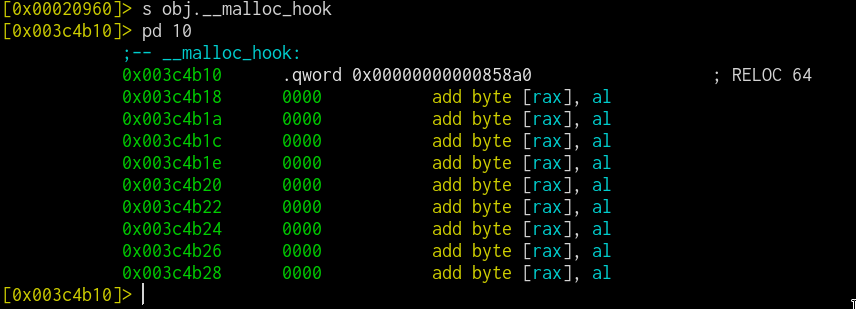 [0x00020960]> s obj.__malloc_hook
[0x003c4b10]> pd 10
;-- __malloc_hook:
0x003c4b10 .qword 0x00000000000858a0 ; RELOC 64
0x003c4b18 0000 add byte [rax], al
0x003c4b1a 0000 add byte [rax], al
0x003c4b1c 0000 add byte [rax], al
0x003c4b1e 0000 add byte [rax], al
0x003c4b20 0000 add byte [rax], al
0x003c4b22 0000 add byte [rax], al
0x003c4b24 0000 add byte [rax], al
0x003c4b26 0000 add byte [rax], al
0x003c4b28 0000 add byte [rax], al
[0x003c4b10]>